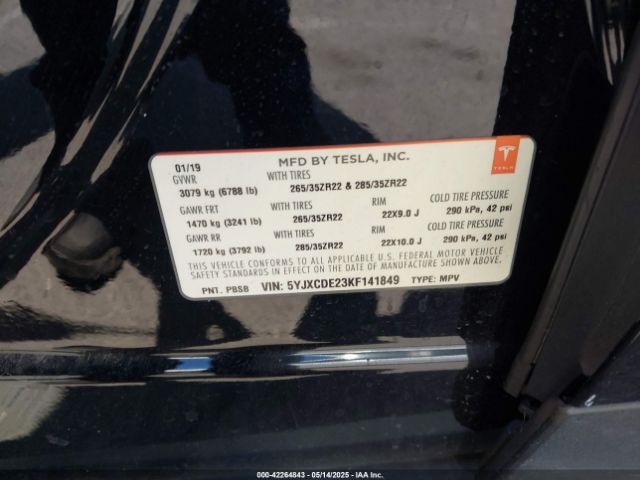 01/19 MFD BY TESLA, INC.
GVWR WITH TIRES
3079 kg (6788 lb) 265/35ZR22 & 285/35ZR22
GAWR FRT WITH TIRES RIM COLD TIRE PRESSURE
1470 kg (3241 lb) 265/35ZR22 22X9.0 J 290 kPa, 42 psi
GAWR RR WITH TIRES RIM COLD TIRE PRESSURE
1720 kg (3792 lb) 285/35ZR22 22X10.0 J 290 kPa, 42 psi
THIS VEHICLE CONFORMS TO ALL APPLICABLE U.S. FEDERAL MOTOR VEHICLE
SAFETY STANDARDS IN EFFECT ON THE DATE OF MANUFACTURE SHOWN ABOVE.
PNT. PBSB VIN: 5YJXCDE23KF141849 TYPE: MPV
TESLA
000-42264843 - 05/14/2025 - IAAI.COM